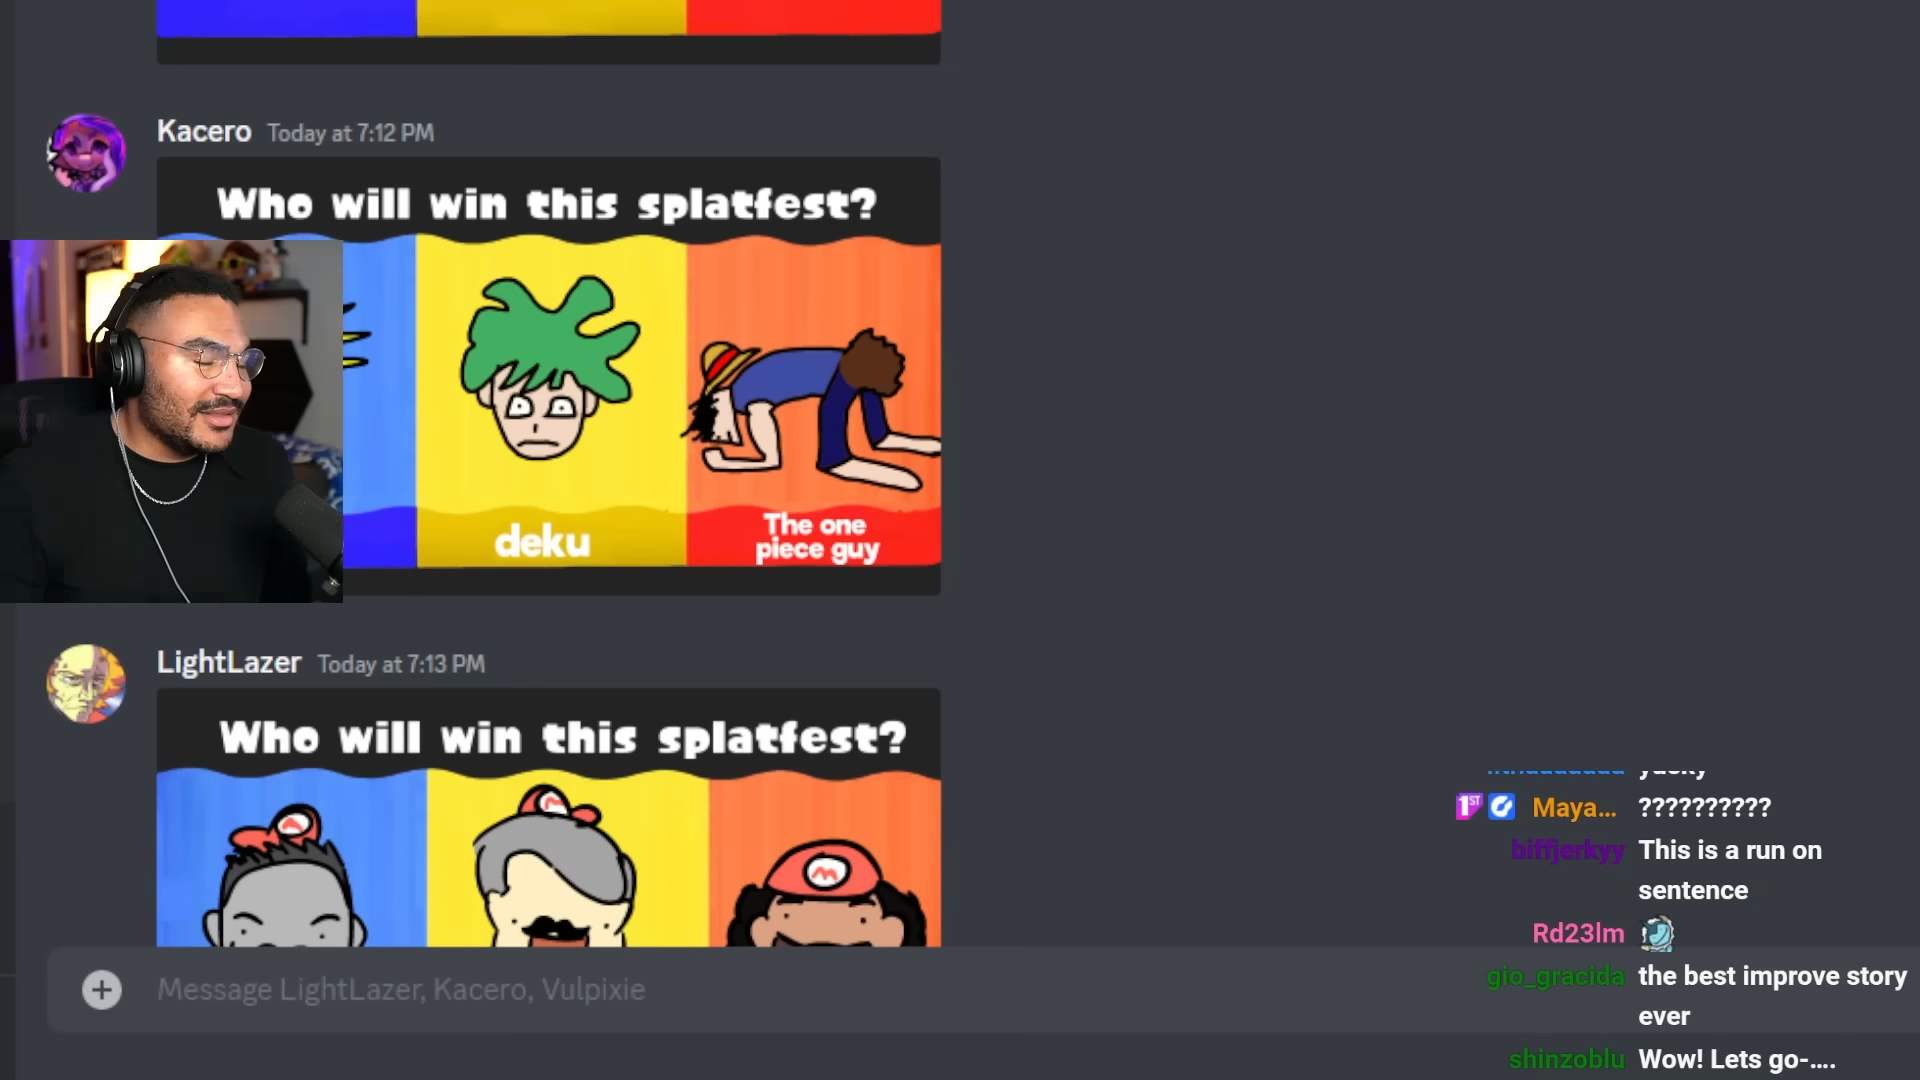 Kacero Today at 7:12 PM
Who will win this splatfest?
deku
The one
piece guy
LightLazer Today at 7:13 PM
Who will win this splatfest?
M
M
M
Message LightLazer, Kacero, Vulpixie
1ST Maya... ??????????
biffjerkyy This is a run on
sentence
Rd23lm
gio_gracida the best improve story
ever
shinzoblu Wow! Lets go-....